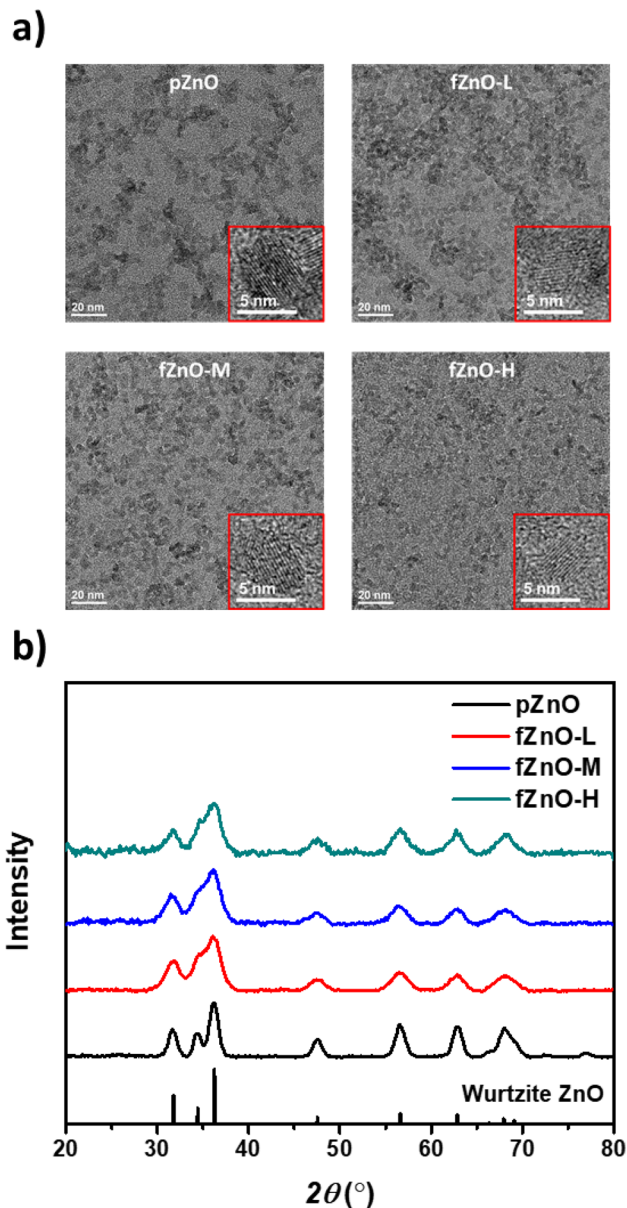 a)
pZnO
fZnO-L
5 nm
5 nm
20 nm
20 nm
fZnO-M
fZnO-H
5 nm
5 nm
20 nm
20 nm
b)
pZnO
fZnO-L
fZnO-M
fZnO-H
Intensity
Wurtzite ZnO
20 30 40 50 60 70 80
2θ (°)